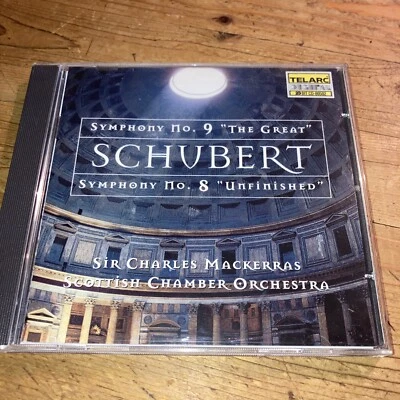 TELARC
SYMPHONY NO. 9 "THE GREAT"
SCHUBERT
SYMPHONY NO. 8 "UNFINISHED"
SIR CHARLES MACKERRAS
SCOTTISH CHAMBER ORCHESTRA